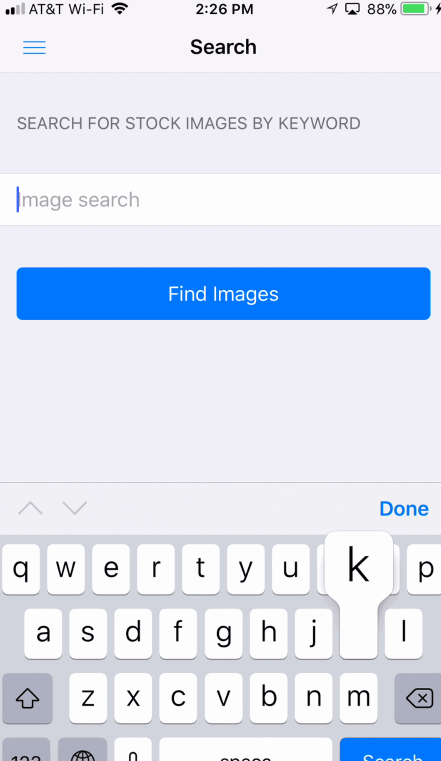 AT&T Wi-Fi 2:26 PM 88%
Search
SEARCH FOR STOCK IMAGES BY KEYWORD
Image search
Find Images
Done
q w e r t y u k p
a s d f g h j l
z x c v b n m
123 space Search